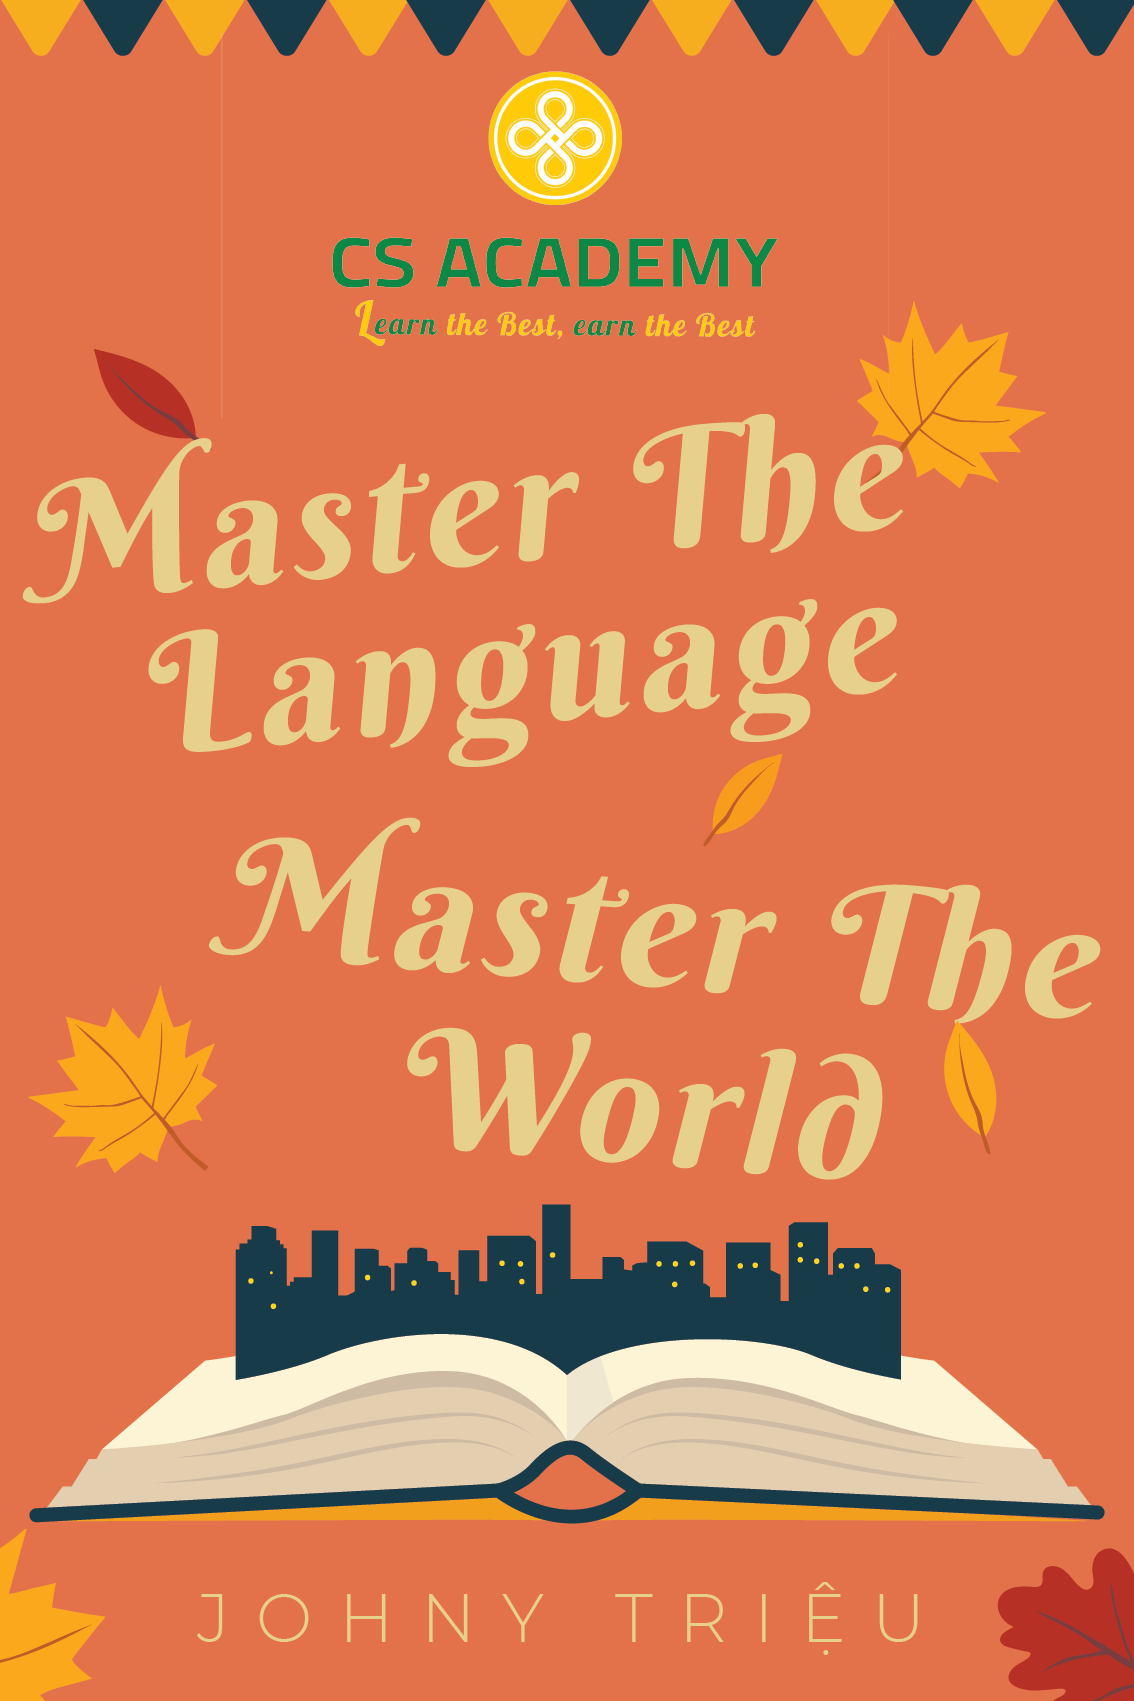 CS ACADEMY
Learn the Best, earn the Best
Master The
Language
Master The
World
JOHNY TRIỆU